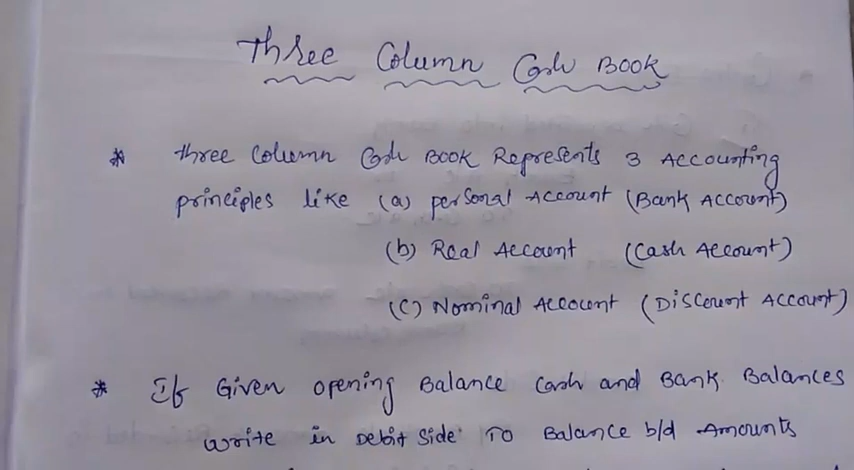 Three Column Cash Book
* three column Cash Book Represents 3 Accounting
principles like (a) personal Account (Bank Account)
(b) Real Account (Cash Account)
(c) Nominal Account (Discount Account)
* If Given opening Balance Cash and Bank Balances
write in Debit Side To Balance b/d Amounts